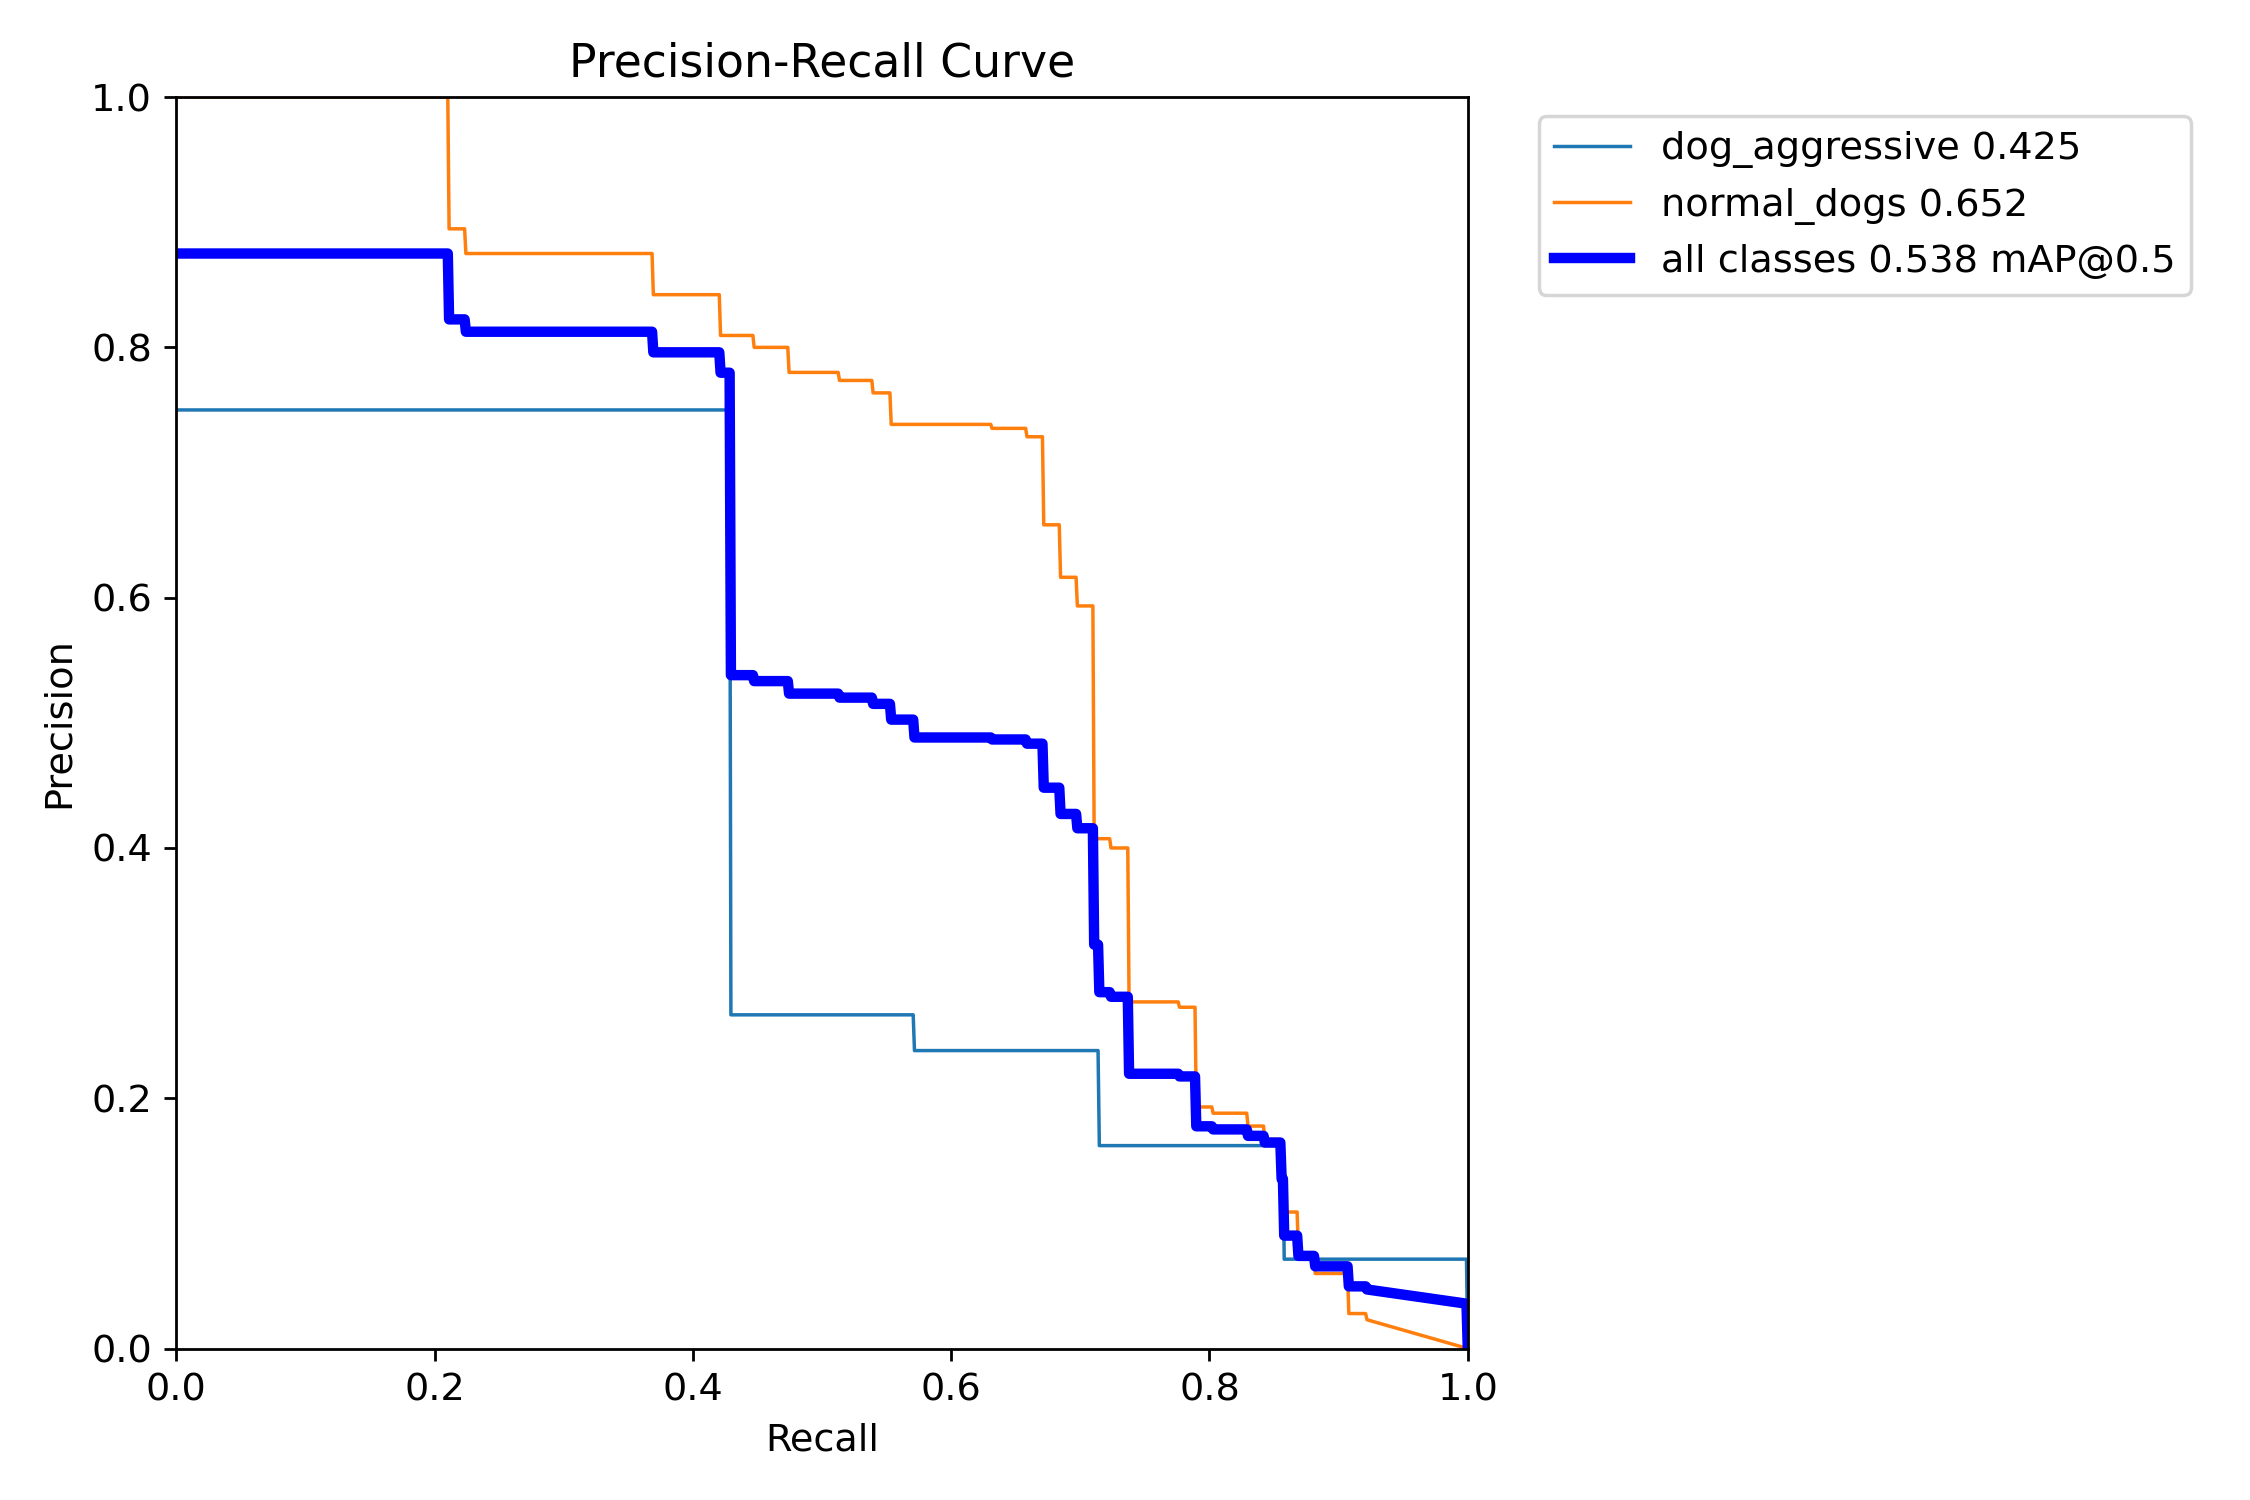 Precision-Recall Curve
1.0
0.8
0.6
0.4
0.2
0.0
Precision
0.0 0.2 0.4 0.6 0.8 1.0
Recall
dog_aggressive 0.425
normal_dogs 0.652
all classes 0.538 mAP@0.5